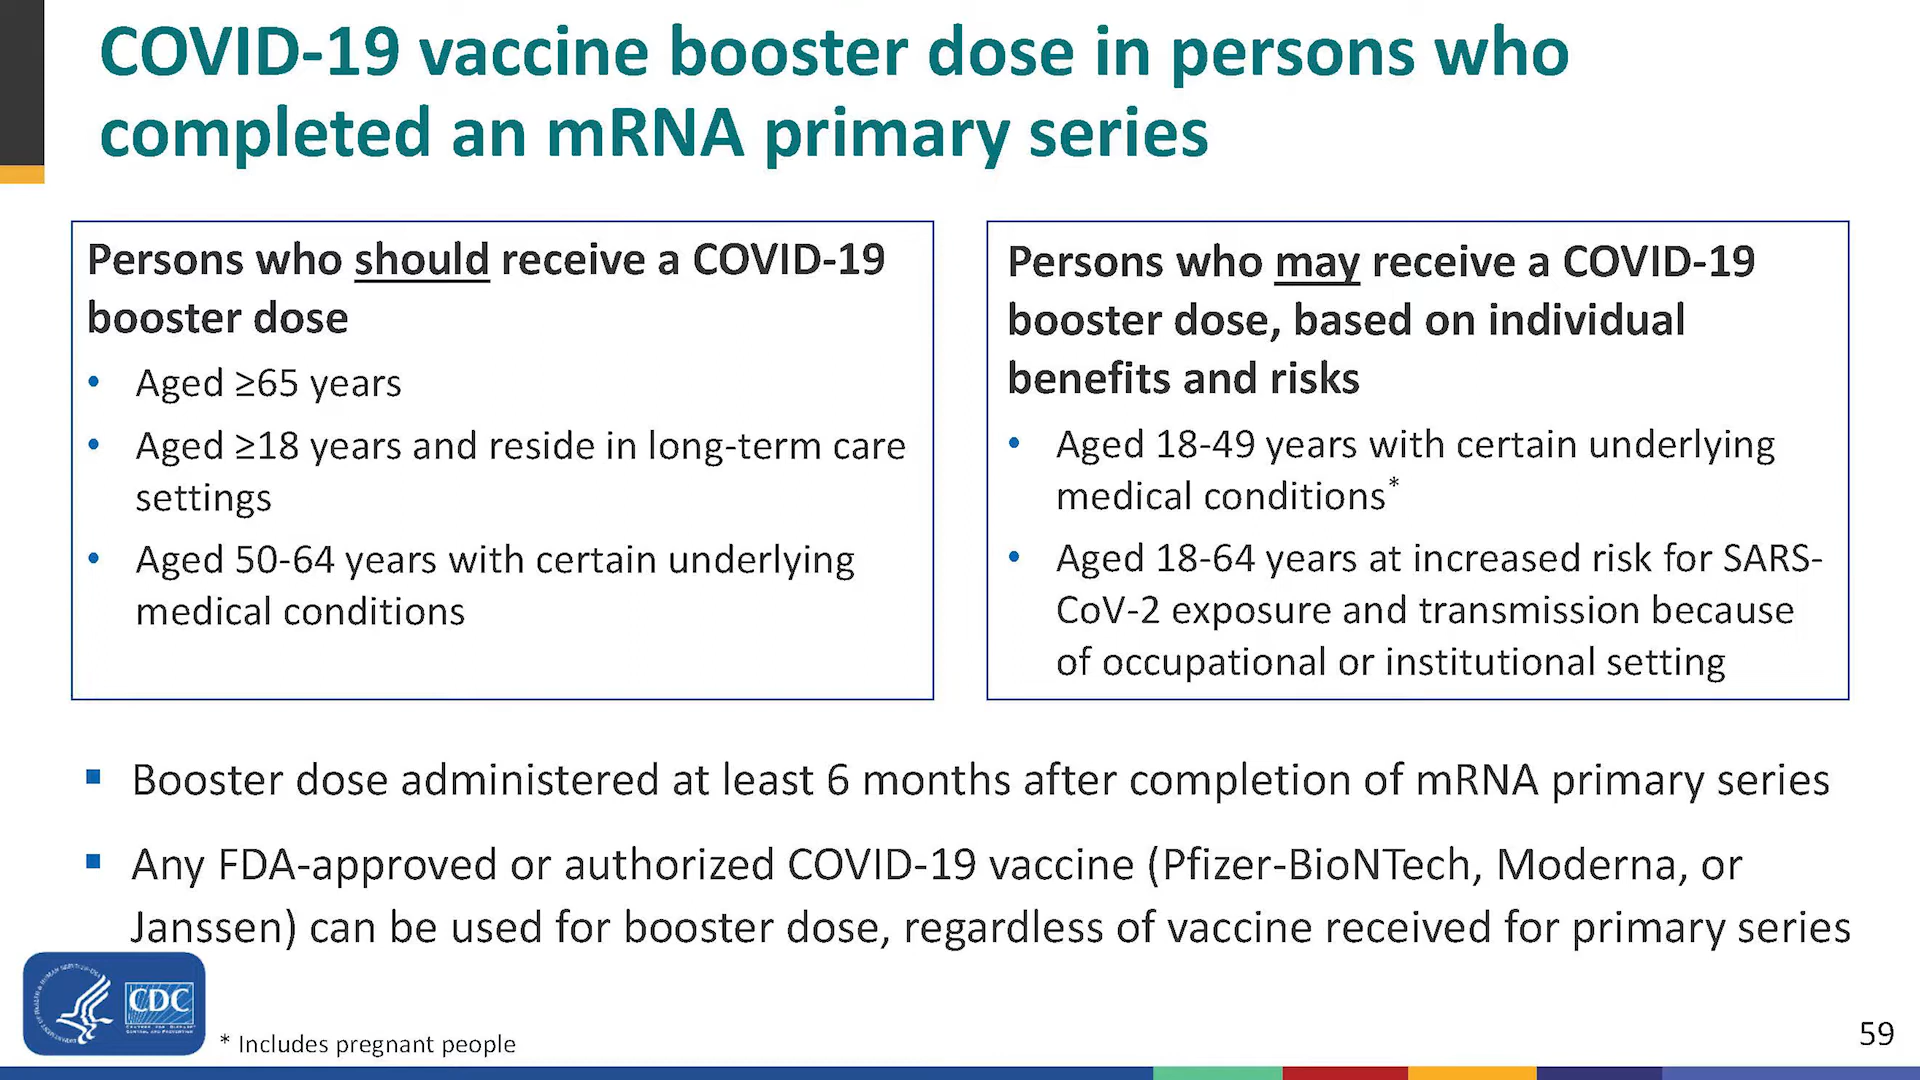 COVID-19 vaccine booster dose in persons who
completed an mRNA primary series
Persons who should receive a COVID-19
booster dose
• Aged ≥65 years
• Aged ≥18 years and reside in long-term care
settings
• Aged 50-64 years with certain underlying
medical conditions
Persons who may receive a COVID-19
booster dose, based on individual
benefits and risks
• Aged 18-49 years with certain underlying
medical conditions*
• Aged 18-64 years at increased risk for SARS-
CoV-2 exposure and transmission because
of occupational or institutional setting
▪ Booster dose administered at least 6 months after completion of mRNA primary series
▪ Any FDA-approved or authorized COVID-19 vaccine (Pfizer-BioNTech, Moderna, or
Janssen) can be used for booster dose, regardless of vaccine received for primary series
CDC
* Includes pregnant people
59